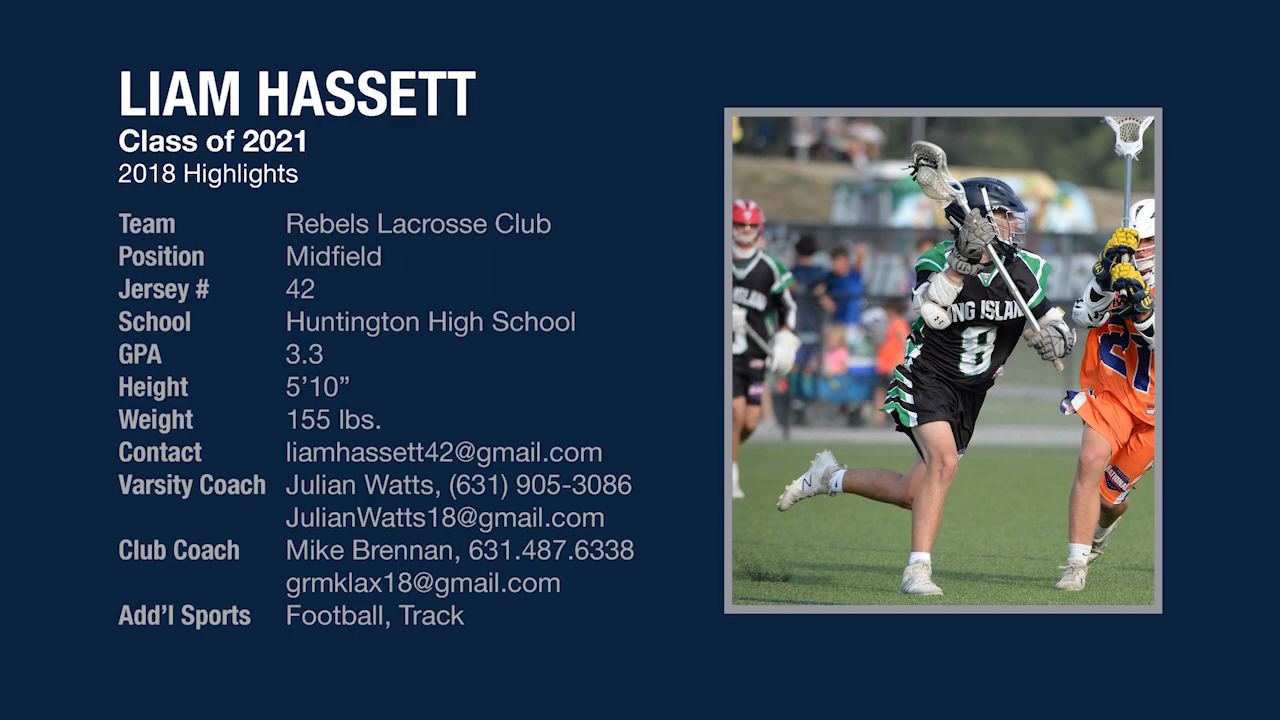 LIAM HASSETT
Class of 2021
2018 Highlights
Team Rebels Lacrosse Club
Position Midfield
Jersey # 42
School Huntington High School
GPA 3.3
Height 5’10”
Weight 155 lbs.
Contact liamhassett42@gmail.com
Varsity Coach Julian Watts, (631) 905-3086
JulianWatts18@gmail.com
Club Coach Mike Brennan, 631.487.6338
grmklax18@gmail.com
Add’l Sports Football, Track
ISLAN
8
21